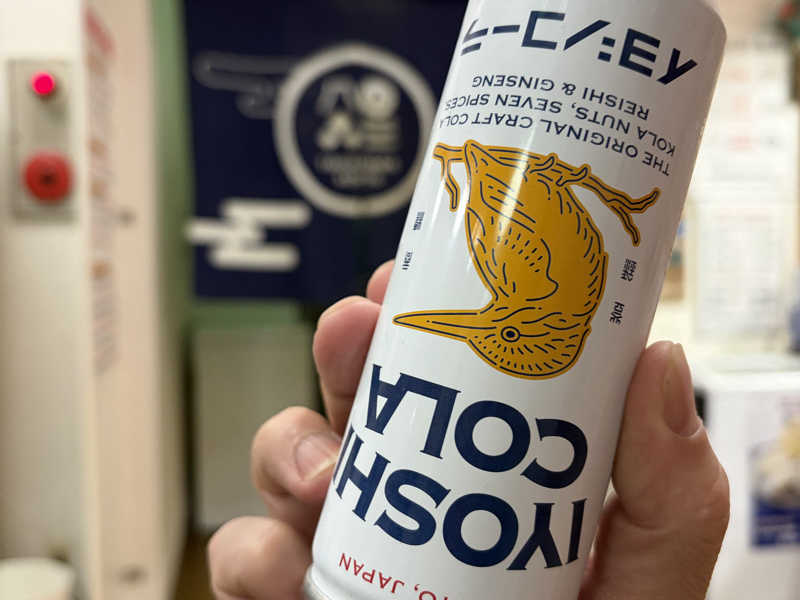 JAPAN
IYOSHI
COLA
THE ORIGINAL CRAFT COLA
KOLA NUTS, SEVEN SPICES
REISHI & GINSENG
イヨシコーラ